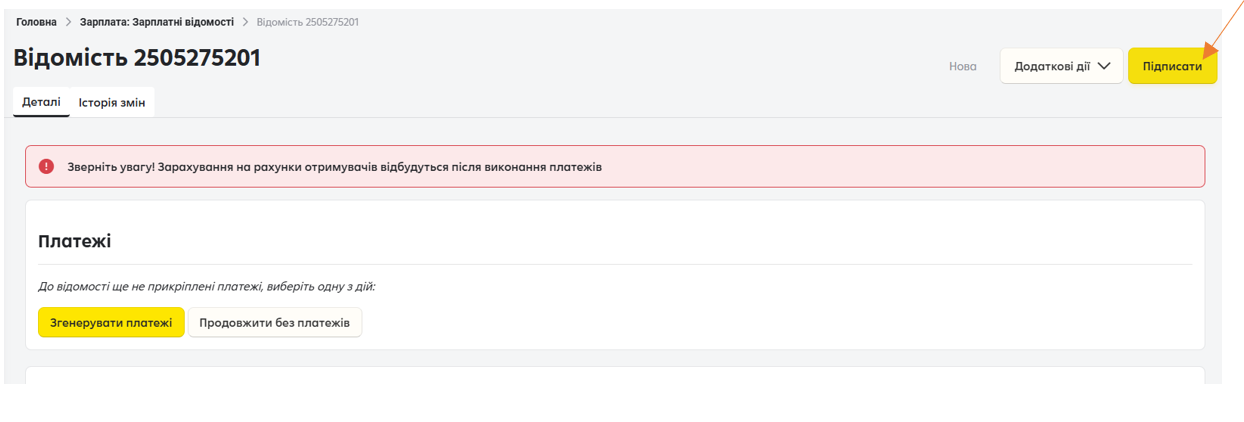 Головна > Зарплата: Зарплатні відомості > Відомість 2505275201
Відомість 2505275201
Нова Додаткові дії Підписати
Деталі Історія змін
Зверніть увагу! Зарахування на рахунки отримувачів відбудуться після виконання платежів
Платежі
До відомості ще не прикріплені платежі, виберіть одну з дій:
Згенерувати платежі Продовжити без платежів